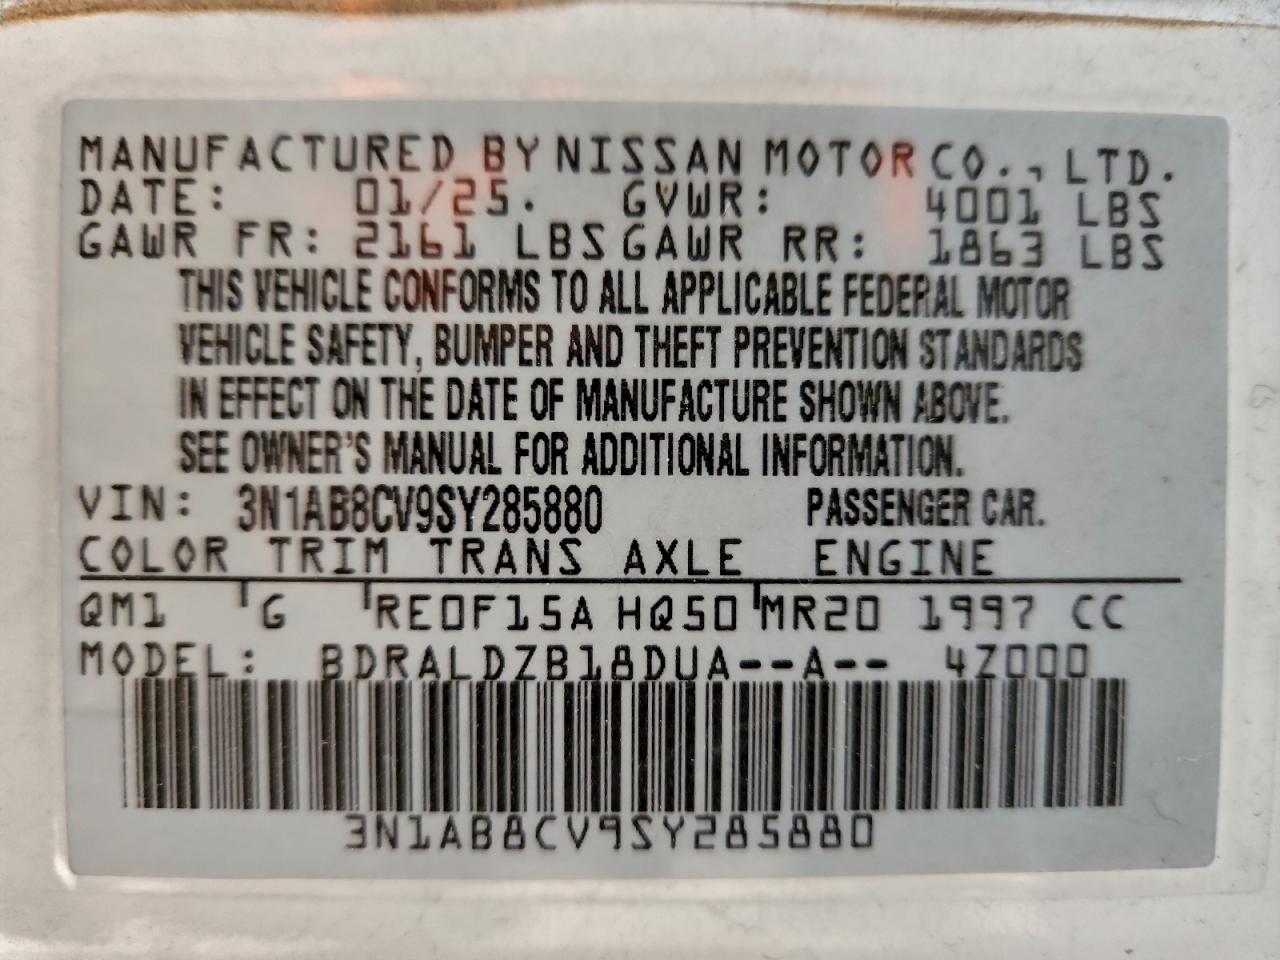 MANUFACTURED BY NISSAN MOTOR CO., LTD.
DATE: 01/25. GVWR: 4001 LBS
GAWR FR: 2161 LBS GAWR RR: 1863 LBS
THIS VEHICLE CONFORMS TO ALL APPLICABLE FEDERAL MOTOR
VEHICLE SAFETY, BUMPER AND THEFT PREVENTION STANDARDS
IN EFFECT ON THE DATE OF MANUFACTURE SHOWN ABOVE.
SEE OWNER'S MANUAL FOR ADDITIONAL INFORMATION.
VIN: 3N1AB8CV9SY285880 PASSENGER CAR.
COLOR TRIM TRANS AXLE ENGINE
QM1 G RE0F15A HQ50 MR20 1997 CC
MODEL: BDRALDZB18DUA--A-- 4Z000
3N1AB8CV9SY285880